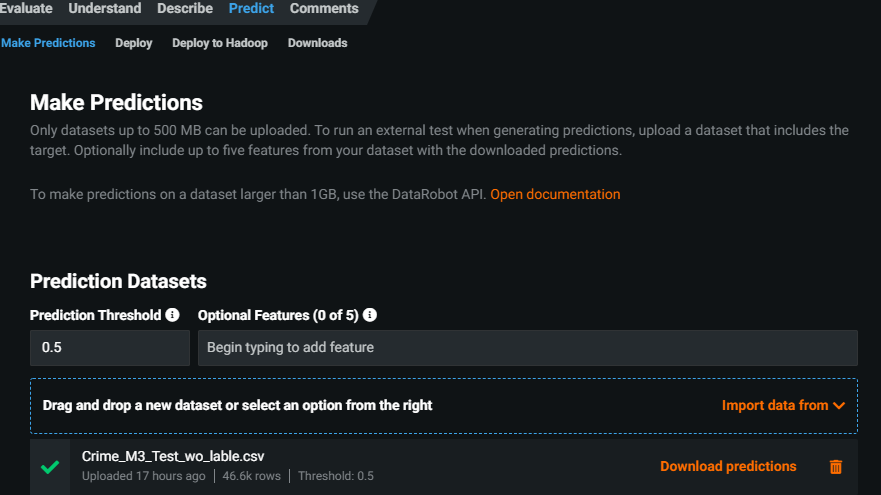 Evaluate Understand Describe Predict Comments
Make Predictions Deploy Deploy to Hadoop Downloads
Make Predictions
Only datasets up to 500 MB can be uploaded. To run an external test when generating predictions, upload a dataset that includes the
target. Optionally include up to five features from your dataset with the downloaded predictions.
To make predictions on a dataset larger than 1GB, use the DataRobot API. Open documentation
Prediction Datasets
Prediction Threshold Optional Features (0 of 5)
0.5 Begin typing to add feature
Drag and drop a new dataset or select an option from the right Import data from
Crime_M3_Test_wo_lable.csv
Uploaded 17 hours ago | 46.6k rows | Threshold: 0.5 Download predictions